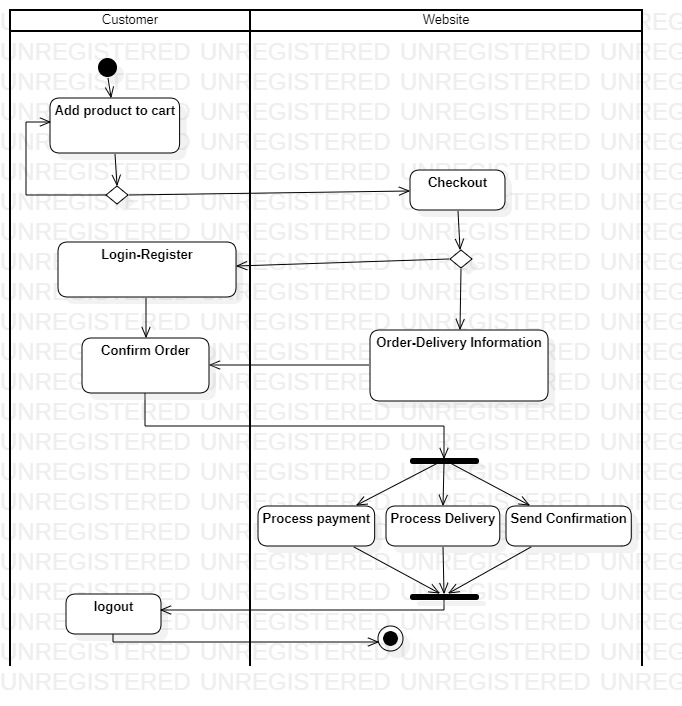 Customer
Website
Add product to cart
Checkout
Login-Register
Confirm Order
Order-Delivery Information
Process payment
Process Delivery
Send Confirmation
logout
UNREGISTERED UNREGISTERED UNREGISTERED UNREG